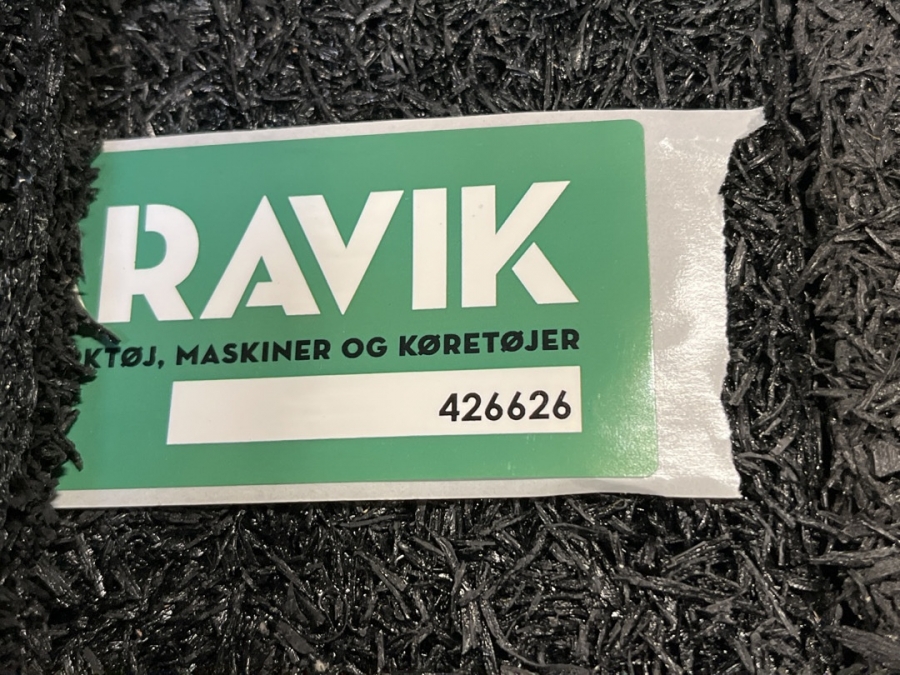 RAVIK
KTØJ, MASKINER OG KØRETØJER
426626